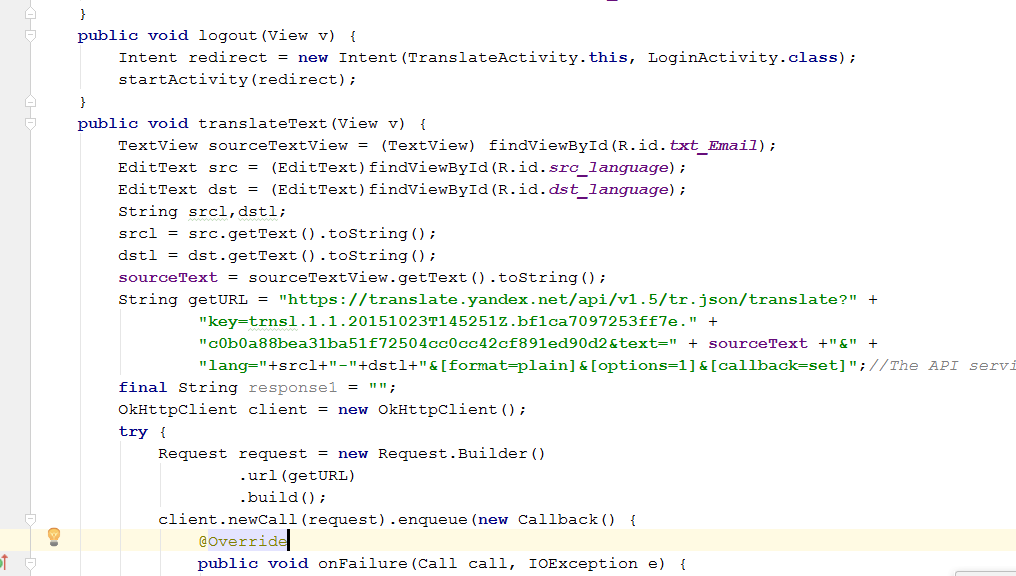 }
public void logout(View v) {
Intent redirect = new Intent(TranslateActivity.this, LoginActivity.class);
startActivity(redirect);
}
public void translateText(View v) {
TextView sourceTextView = (TextView) findViewById(R.id.txt_Email);
EditText src = (EditText)findViewById(R.id.src_language);
EditText dst = (EditText)findViewById(R.id.dst_language);
String srcl,dstl;
srcl = src.getText().toString();
dstl = dst.getText().toString();
sourceText = sourceTextView.getText().toString();
String getURL = "https://translate.yandex.net/api/v1.5/tr.json/translate?" +
"key=trnsl.1.1.20151023T145251Z.bf1ca7097253ff7e." +
"c0b0a88bea31ba51f72504cc0cc42cf891ed90d2&text=" + sourceText +"&" +
"lang="+srcl+"-"+dstl+"&[format=plain]&[options=1]&[callback=set]";//The API servi
final String response1 = "";
OkHttpClient client = new OkHttpClient();
try {
Request request = new Request.Builder()
.url(getURL)
.build();
client.newCall(request).enqueue(new Callback() {
@Override
public void onFailure(Call call, IOException e) {